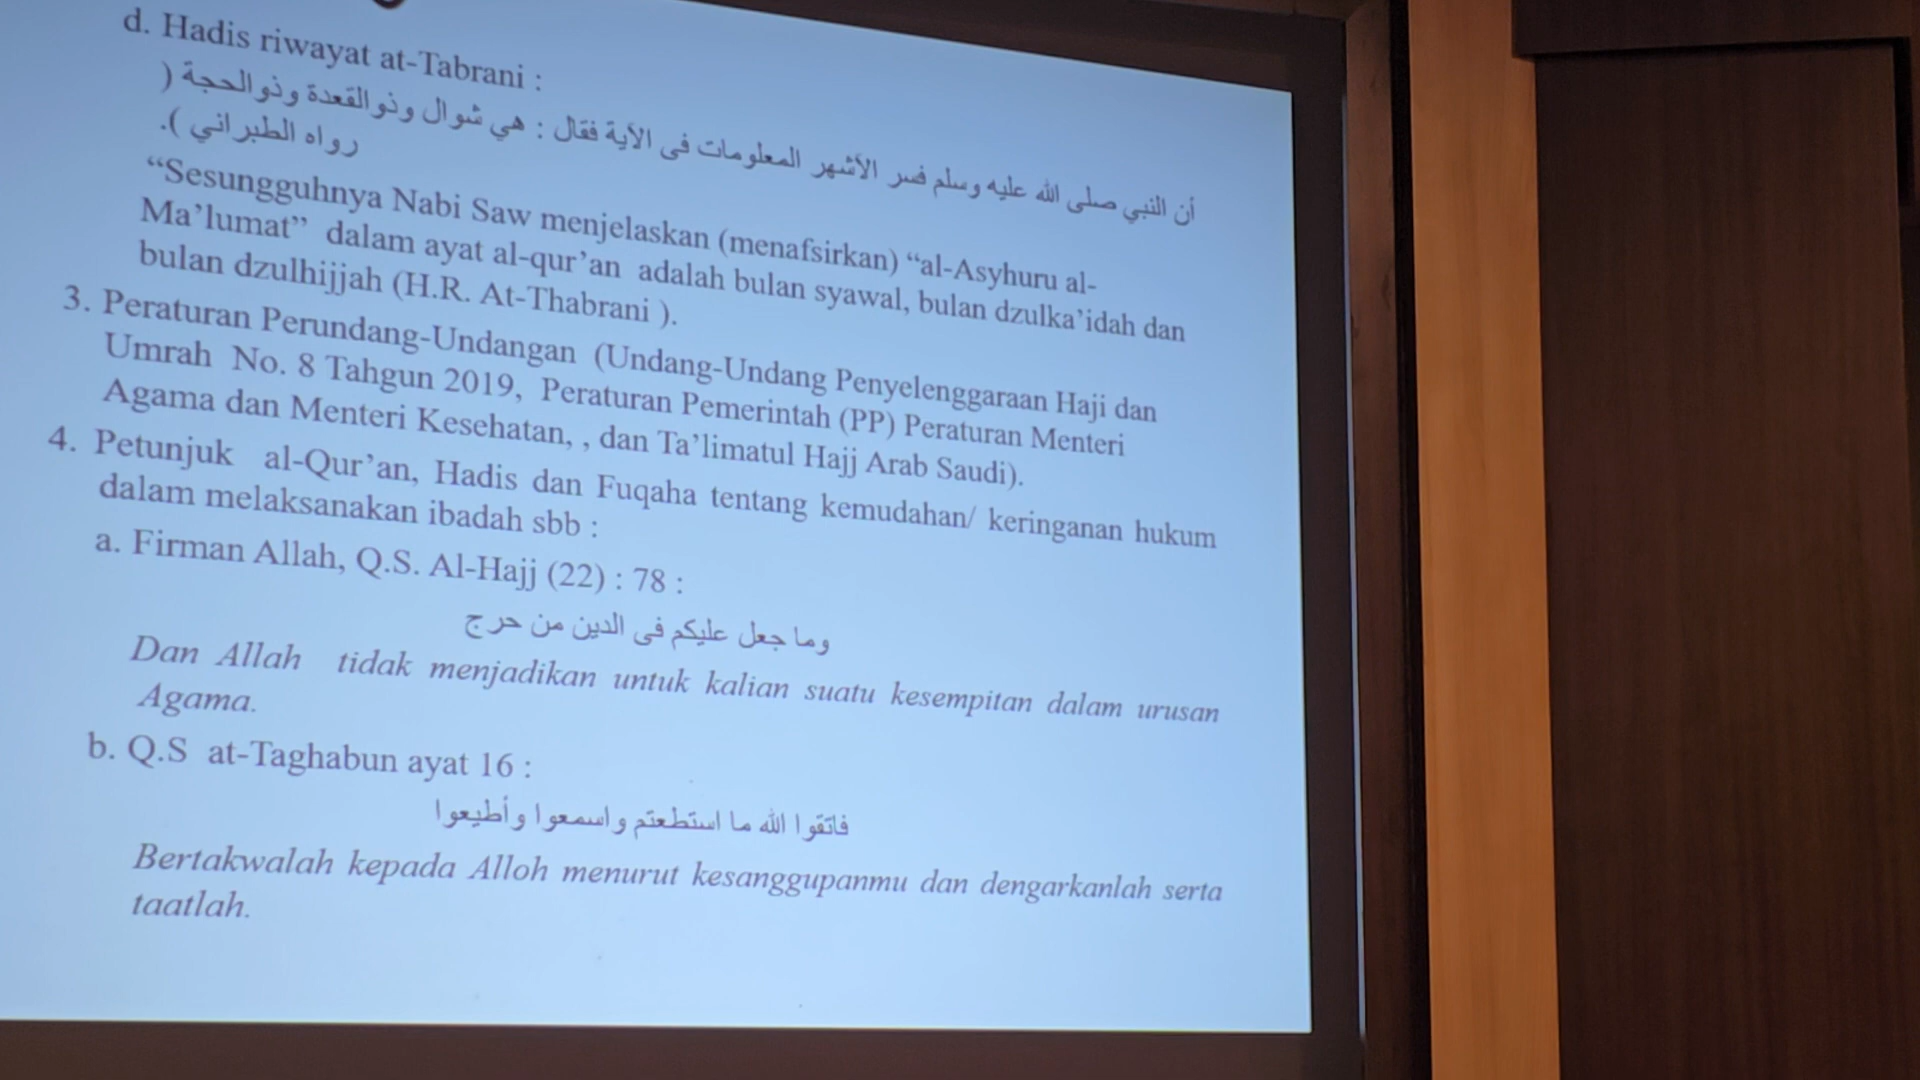 d. Hadis riwayat at-Tabrani :
أن النبي صلى الله عليه وسلم فسر الأشهر المعلومات فى الآية فقال : هي شوال وذو القعدة وذو الحجة (
رواه الطبراني ).
“Sesungguhnya Nabi Saw menjelaskan (menafsirkan) “al-Asyhuru al-
Ma’lumat” dalam ayat al-qur’an adalah bulan syawal, bulan dzulka’idah dan
bulan dzulhijjah (H.R. At-Thabrani ).
3. Peraturan Perundang-Undangan (Undang-Undang Penyelenggaraan Haji dan
Umrah No. 8 Tahgun 2019, Peraturan Pemerintah (PP) Peraturan Menteri
Agama dan Menteri Kesehatan, , dan Ta’limatul Hajj Arab Saudi).
4. Petunjuk al-Qur’an, Hadis dan Fuqaha tentang kemudahan/ keringanan hukum
dalam melaksanakan ibadah sbb :
a. Firman Allah, Q.S. Al-Hajj (22) : 78 :
وما جعل عليكم فى الدين من حرج
Dan Allah tidak menjadikan untuk kalian suatu kesempitan dalam urusan
Agama.
b. Q.S at-Taghabun ayat 16 :
فاتقوا الله ما استطعتم واسمعوا وأطيعوا
Bertakwalah kepada Alloh menurut kesanggupanmu dan dengarkanlah serta
taatlah.